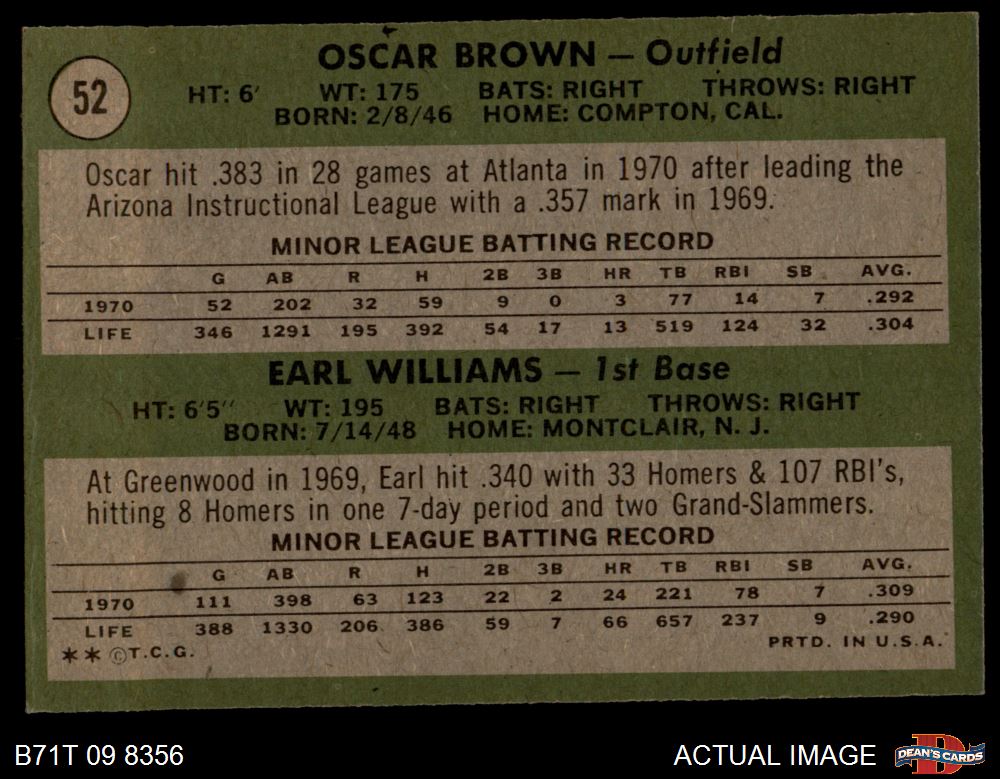 52
OSCAR BROWN — Outfield
HT: 6' WT: 175 BATS: RIGHT THROWS: RIGHT
BORN: 2/8/46 HOME: COMPTON, CAL.
Oscar hit .383 in 28 games at Atlanta in 1970 after leading the
Arizona Instructional League with a .357 mark in 1969.
MINOR LEAGUE BATTING RECORD
G AB R H 2B 3B HR TB RBI SB AVG.
1970 52 202 32 59 9 0 3 77 14 7 .292
LIFE 346 1291 195 392 54 17 13 519 124 32 .304
EARL WILLIAMS — 1st Base
HT: 6'5" WT: 195 BATS: RIGHT THROWS: RIGHT
BORN: 7/14/48 HOME: MONTCLAIR, N. J.
At Greenwood in 1969, Earl hit .340 with 33 Homers & 107 RBI's,
hitting 8 Homers in one 7-day period and two Grand-Slammers.
MINOR LEAGUE BATTING RECORD
G AB R H 2B 3B HR TB RBI SB AVG.
1970 111 398 63 123 22 2 24 221 78 7 .309
LIFE 388 1330 206 386 59 7 66 657 237 9 .290
** ©T.C.G. PRTD. IN U.S.A.
B71T 09 8356 ACTUAL IMAGE DEAN'S CARDS